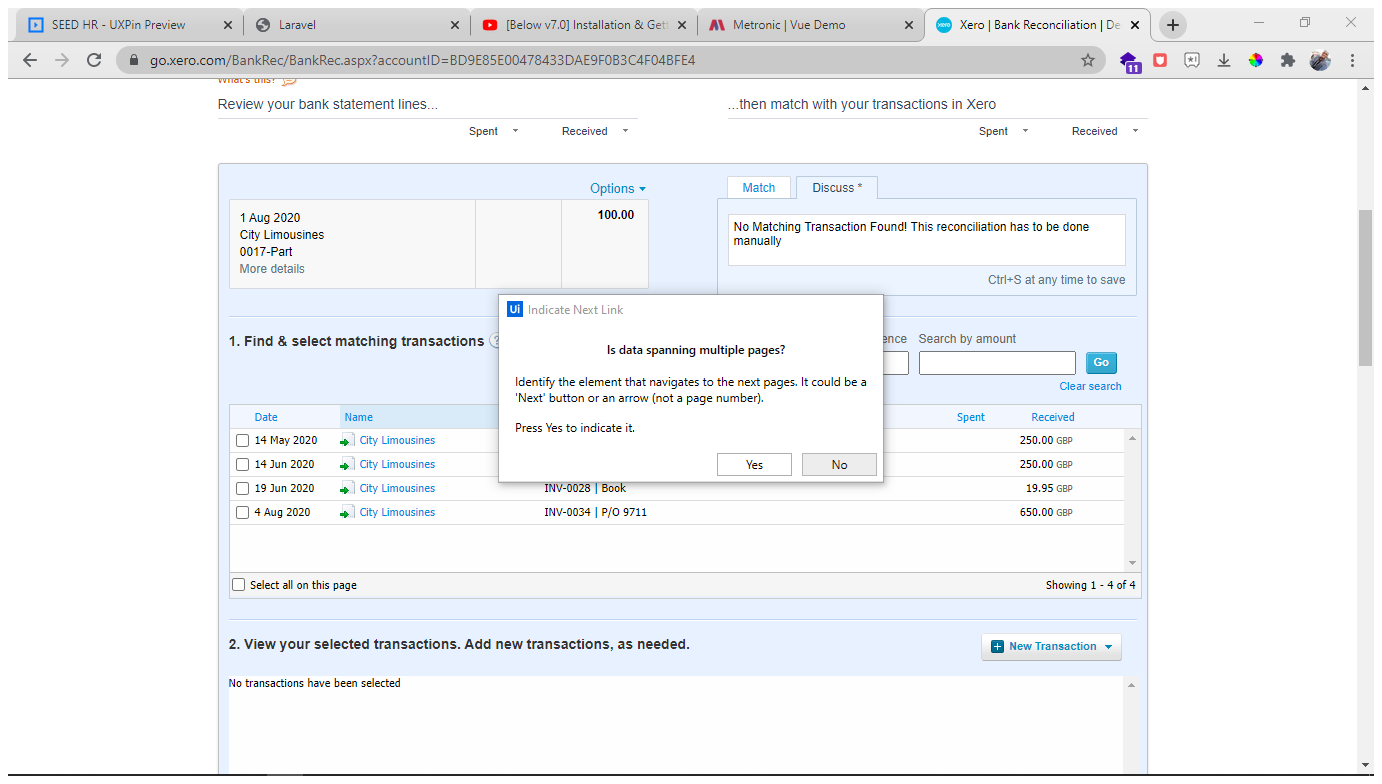 SEED HR - UXPin Preview
Laravel
[Below v7.0] Installation & Gett
Metronic | Vue Demo
Xero | Bank Reconciliation | De
go.xero.com/BankRec/BankRec.aspx?accountID=BD9E85E00478433DAE9F0B3C4F04BFE4
11
What's this?
Review your bank statement lines...
...then match with your transactions in Xero
Spent Received
Spent Received
Options
Match Discuss *
1 Aug 2020 100.00
City Limousines
0017-Part
More details
No Matching Transaction Found! This reconciliation has to be done
manually
Ctrl+S at any time to save
Ui Indicate Next Link
Is data spanning multiple pages?
Identify the element that navigates to the next pages. It could be a
'Next' button or an arrow (not a page number).
Press Yes to indicate it.
Yes No
1. Find & select matching transactions ?
ence Search by amount
Go
Clear search
Date Name Spent Received
14 May 2020 City Limousines 250.00 GBP
14 Jun 2020 City Limousines 250.00 GBP
19 Jun 2020 City Limousines INV-0028 | Book 19.95 GBP
4 Aug 2020 City Limousines INV-0034 | P/O 9711 650.00 GBP
Select all on this page Showing 1 - 4 of 4
2. View your selected transactions. Add new transactions, as needed.
New Transaction
No transactions have been selected